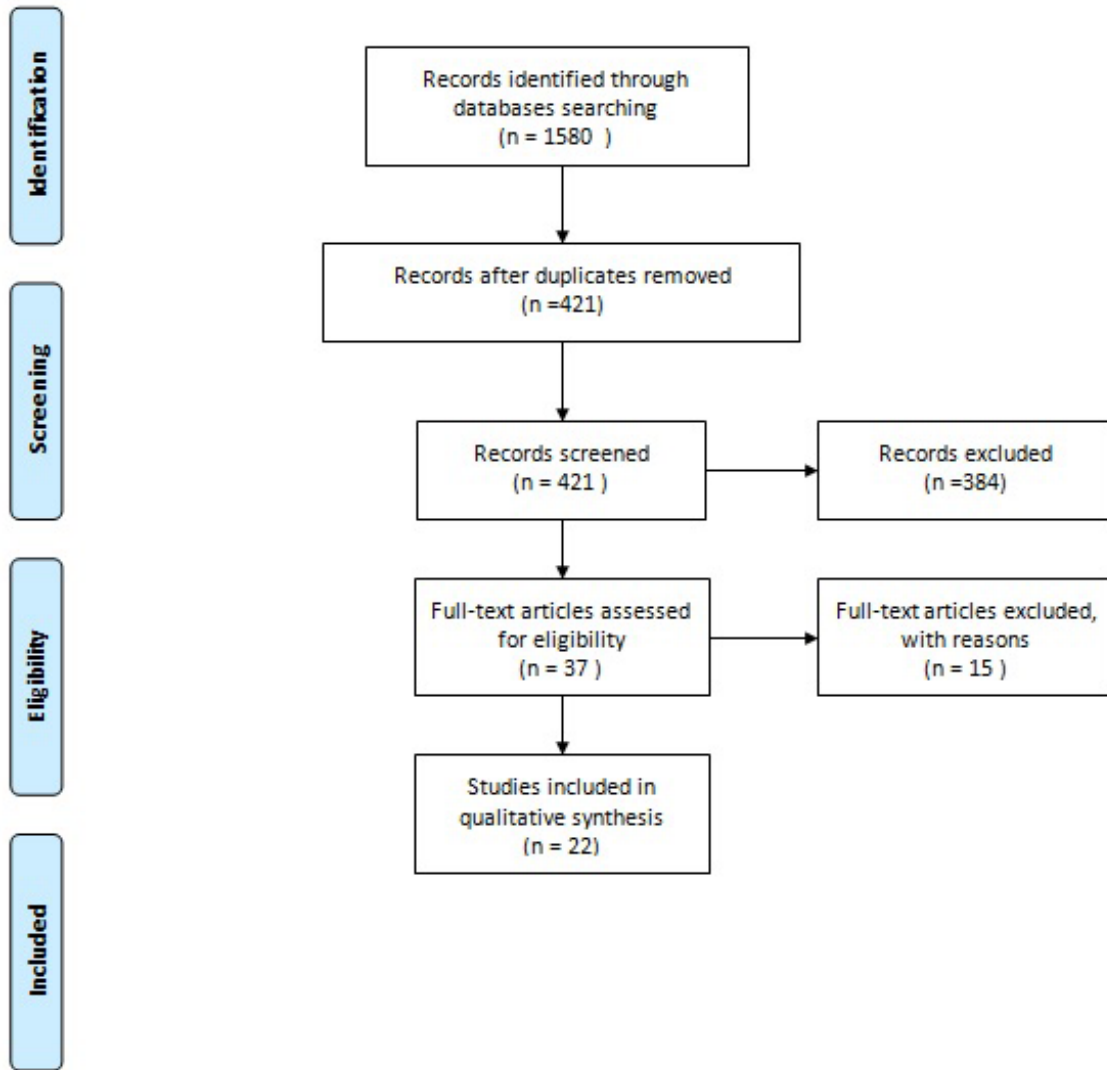 Identification
Records identified through
databases searching
(n = 1580  )
Records after duplicates removed
(n =421)
Screening
Records screened
(n = 421 )
Records excluded
(n =384)
Eligibility
Full-text articles assessed
for eligibility
(n = 37 )
Full-text articles excluded,
with reasons
(n = 15 )
Studies included in
qualitative synthesis
(n = 22)
Included